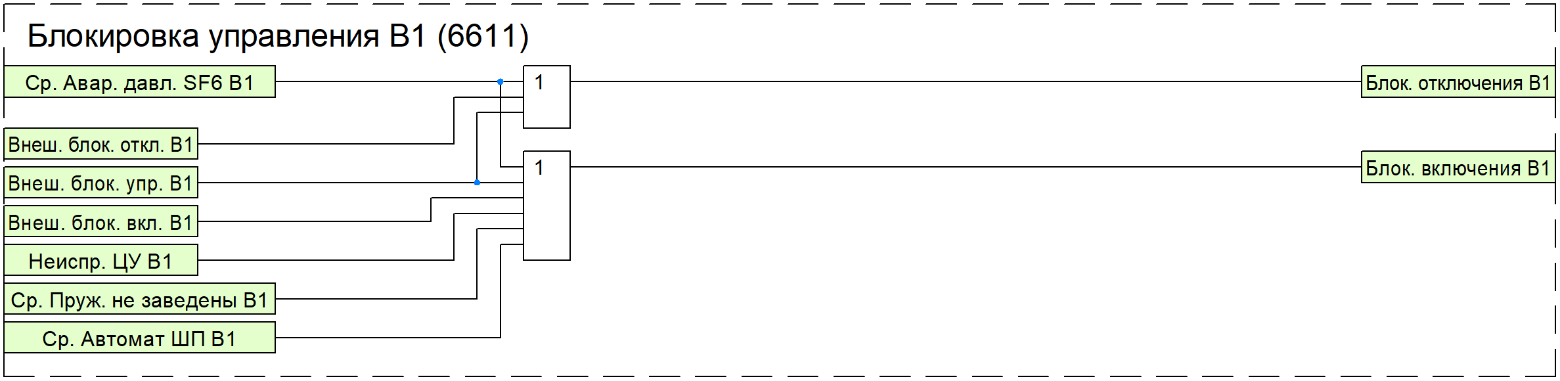 Блокировка управления В1 (6611)
Ср. Авар. давл. SF6 В1
1
Блок. отключения В1
Внеш. блок. откл. В1
Внеш. блок. упр. В1
1
Блок. включения В1
Внеш. блок. вкл. В1
Неиспр. ЦУ В1
Ср. Пруж. не заведены В1
Ср. Автомат ШП В1